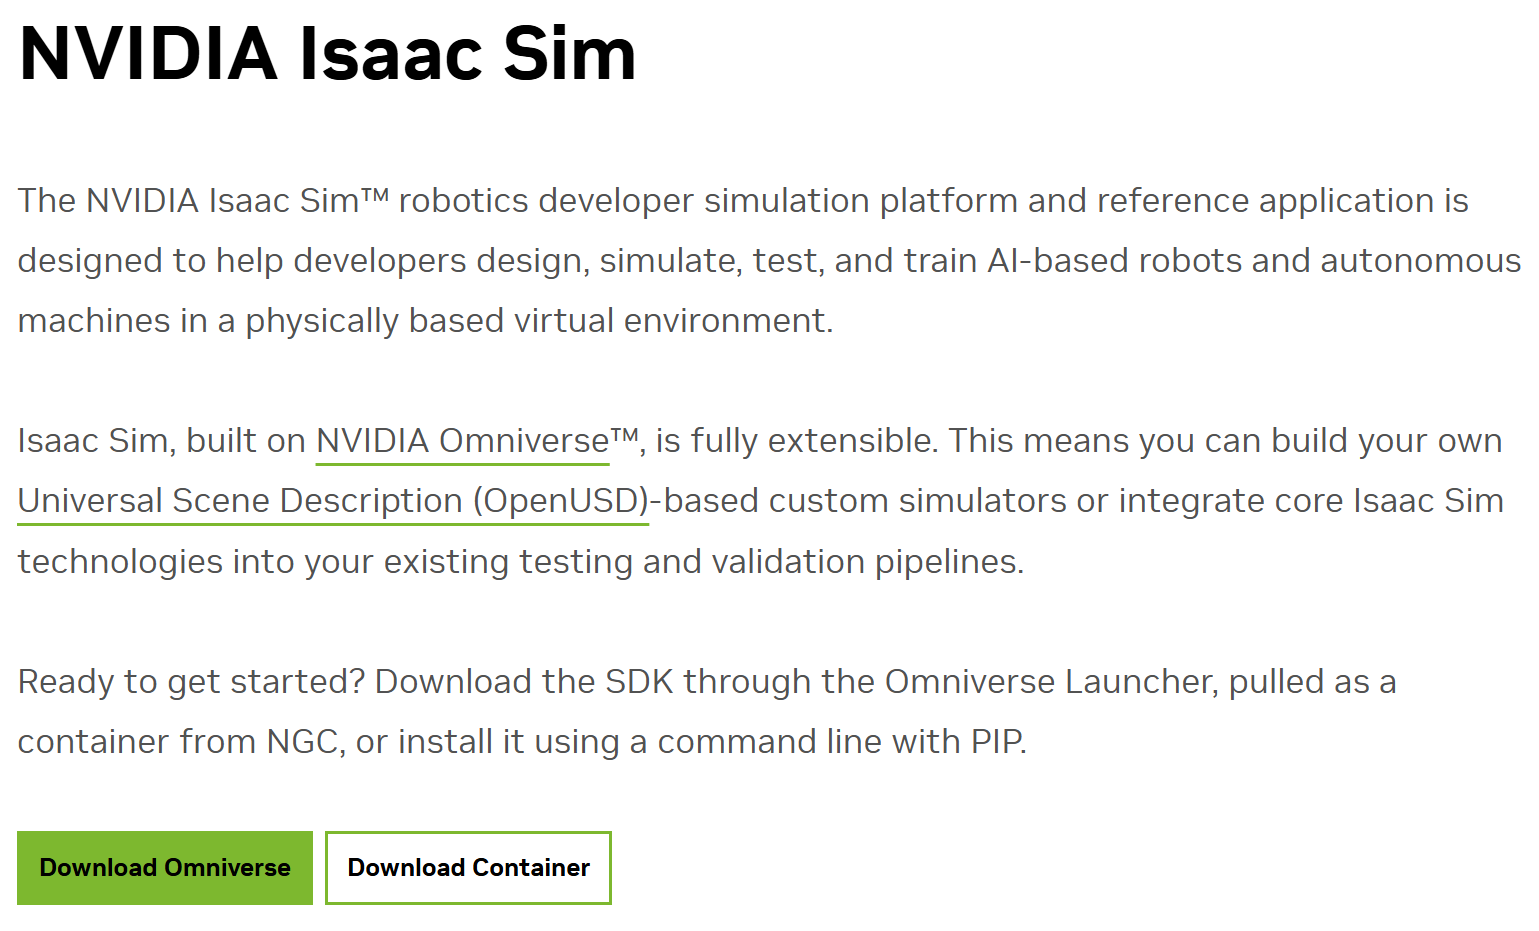 NVIDIA Isaac Sim
The NVIDIA Isaac Sim™ robotics developer simulation platform and reference application is
designed to help developers design, simulate, test, and train AI-based robots and autonomous
machines in a physically based virtual environment.
Isaac Sim, built on NVIDIA Omniverse™, is fully extensible. This means you can build your own
Universal Scene Description (OpenUSD)-based custom simulators or integrate core Isaac Sim
technologies into your existing testing and validation pipelines.
Ready to get started? Download the SDK through the Omniverse Launcher, pulled as a
container from NGC, or install it using a command line with PIP.
Download Omniverse Download Container